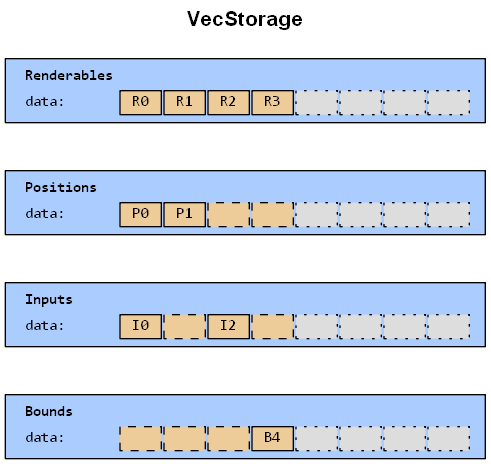 VecStorage
Renderables
data: R0 R1 R2 R3
Positions
data: P0 P1
Inputs
data: I0 I2
Bounds
data: B4